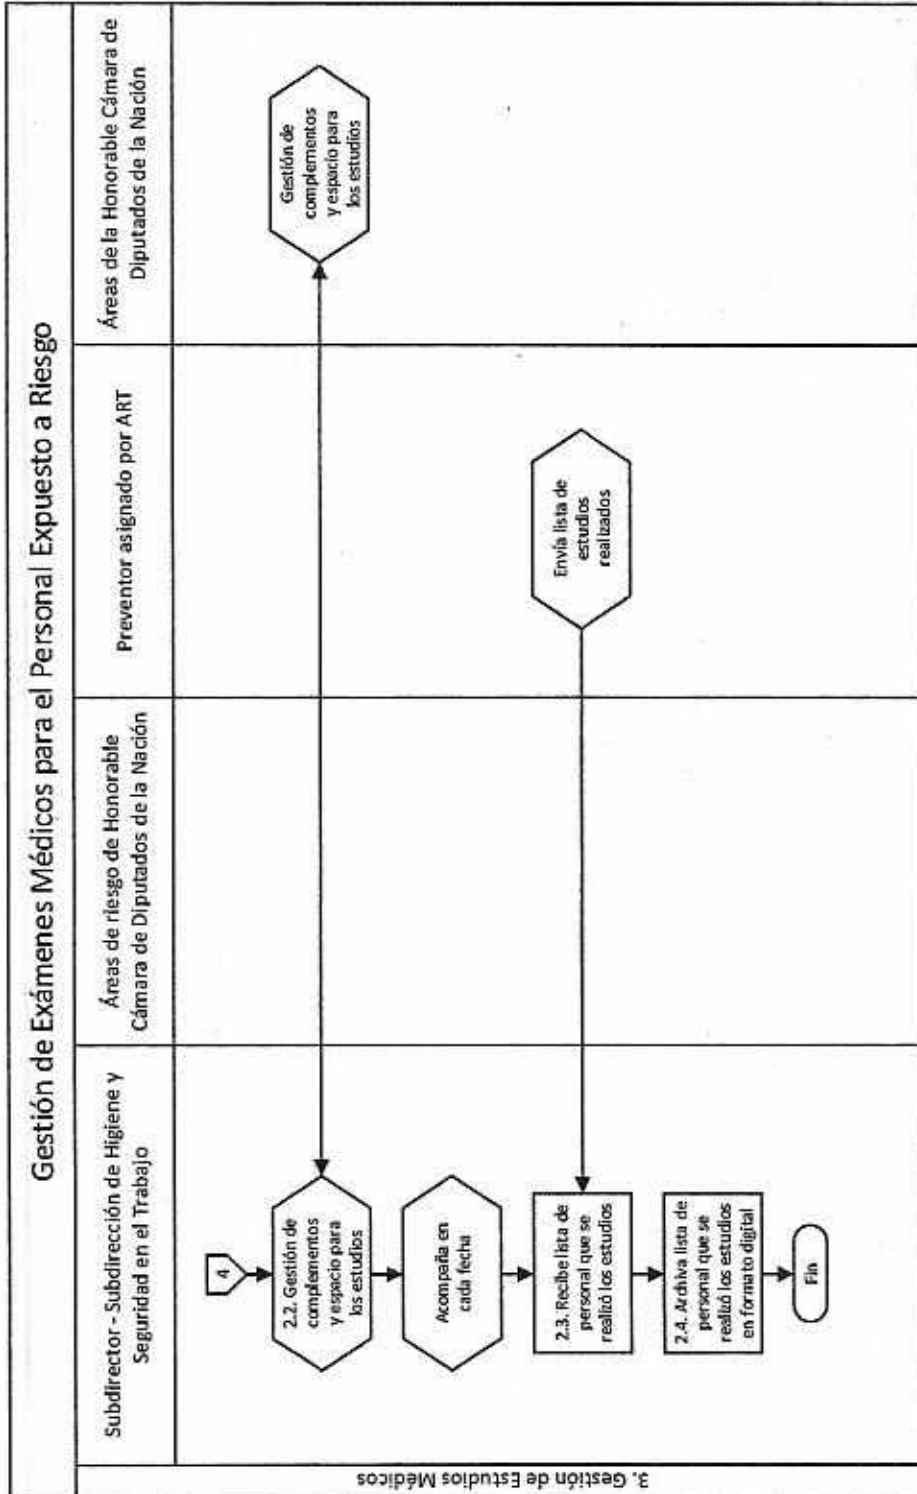 Gestión de Exámenes Médicos para el Personal Expuesto a Riesgo
Subdirector - Subdirección de Higiene y
Seguridad en el Trabajo
Áreas de riesgo de Honorable
Cámara de Diputados de la Nación
Preventor asignado por ART
Áreas de la Honorable Cámara de
Diputados de la Nación
3. Gestión de Estudios Médicos
4
2.2. Gestión de
complementos
y espacio para
los estudios
Gestión de
complementos
y espacio para
los estudios
Acompaña en
cada fecha
2.3. Recibe lista de
personal que se
realizó los estudios
Envía lista de
estudios
realizados
2.4. Archiva lista de
personal que se
realizó los estudios
en formato digital
Fin